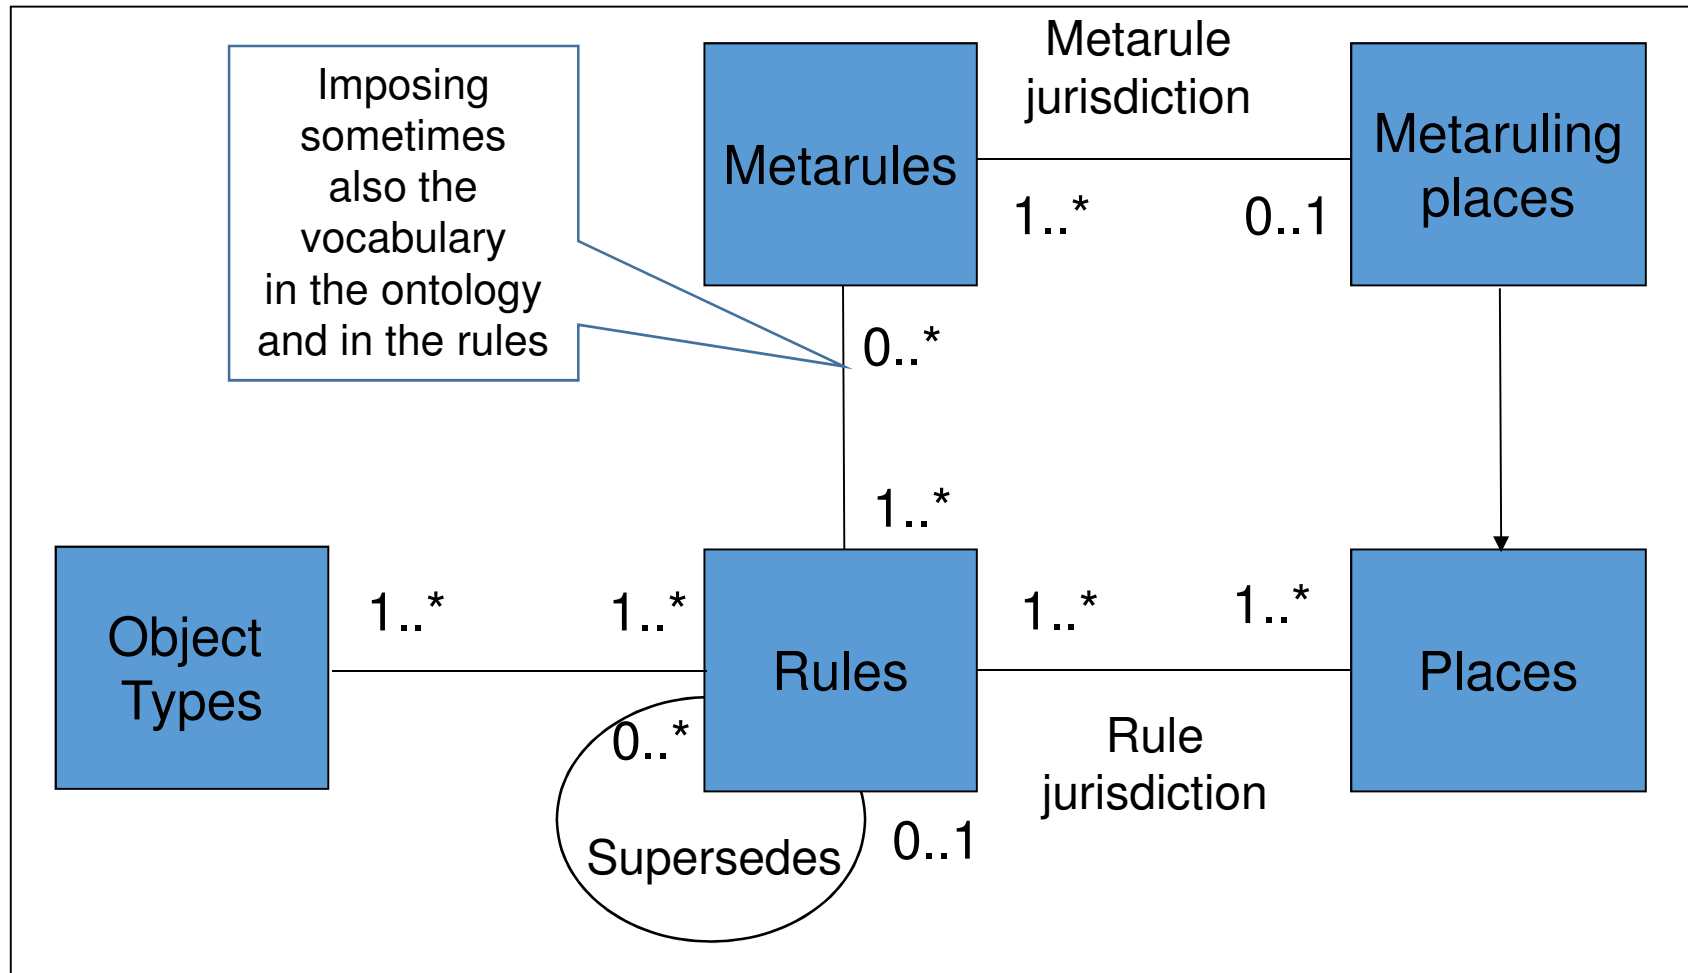 Imposing
sometimes
also the
vocabulary
in the ontology
and in the rules
Metarules
Metarule
jurisdiction
1..*
0..1
Metaruling
places
0..*
1..*
Object
Types
1..*
1..*
Rules
1..*
1..*
Places
Rule
jurisdiction
0..*
0..1
Supersedes